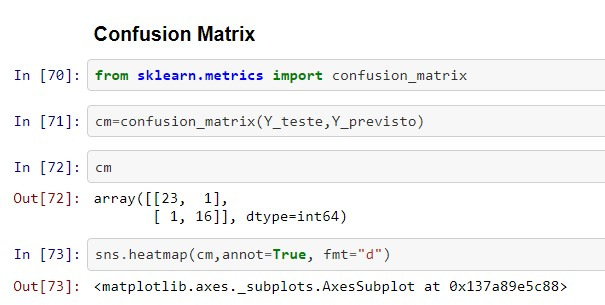 Confusion Matrix
In [70]: from sklearn.metrics import confusion_matrix
In [71]: cm=confusion_matrix(Y_teste,Y_previsto)
In [72]: cm
Out[72]: array([[23,  1],
       [ 1, 16]], dtype=int64)
In [73]: sns.heatmap(cm,annot=True, fmt="d")
Out[73]: <matplotlib.axes._subplots.AxesSubplot at 0x137a89e5c88>